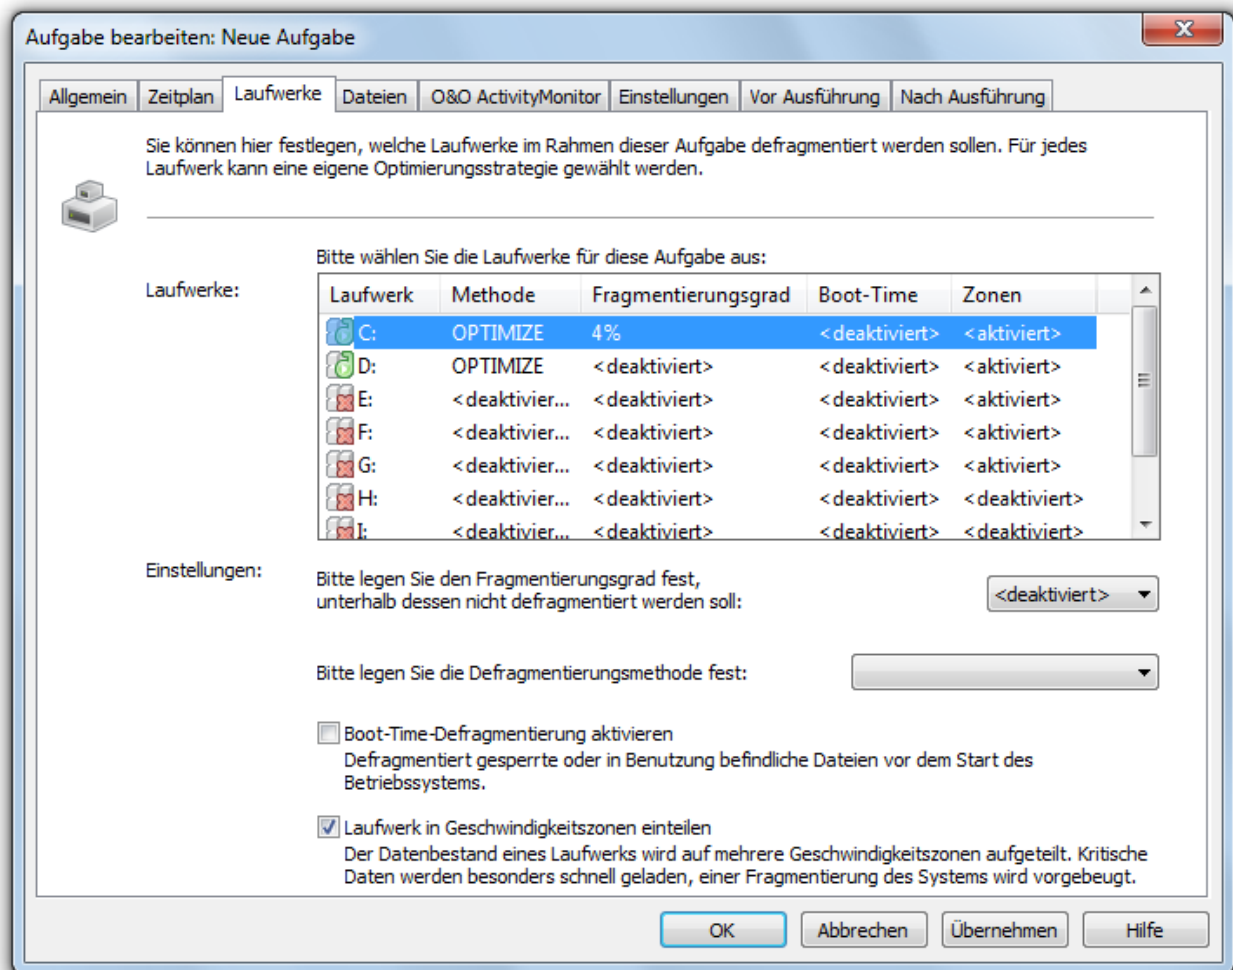 Aufgabe bearbeiten: Neue Aufgabe
Allgemein Zeitplan Laufwerke Dateien O&O ActivityMonitor Einstellungen Vor Ausführung Nach Ausführung
Sie können hier festlegen, welche Laufwerke im Rahmen dieser Aufgabe defragmentiert werden sollen. Für jedes
Laufwerk kann eine eigene Optimierungsstrategie gewählt werden.
Bitte wählen Sie die Laufwerke für diese Aufgabe aus:
Laufwerke:
Laufwerk Methode Fragmentierungsgrad Boot-Time Zonen
C: OPTIMIZE 4% <deaktiviert> <aktiviert>
D: OPTIMIZE <deaktiviert> <deaktiviert> <aktiviert>
E: <deaktivier... <deaktiviert> <deaktiviert> <aktiviert>
F: <deaktivier... <deaktiviert> <deaktiviert> <aktiviert>
G: <deaktivier... <deaktiviert> <deaktiviert> <aktiviert>
H: <deaktivier... <deaktiviert> <deaktiviert> <deaktiviert>
I: <deaktivier... <deaktiviert> <deaktiviert> <deaktiviert>
Einstellungen:
Bitte legen Sie den Fragmentierungsgrad fest,
unterhalb dessen nicht defragmentiert werden soll:
<deaktiviert>
Bitte legen Sie die Defragmentierungsmethode fest:
Boot-Time-Defragmentierung aktivieren
Defragmentiert gesperrte oder in Benutzung befindliche Dateien vor dem Start des
Betriebssystems.
Laufwerk in Geschwindigkeitszonen einteilen
Der Datenbestand eines Laufwerks wird auf mehrere Geschwindigkeitszonen aufgeteilt. Kritische
Daten werden besonders schnell geladen, einer Fragmentierung des Systems wird vorgebeugt.
OK Abbrechen Übernehmen Hilfe